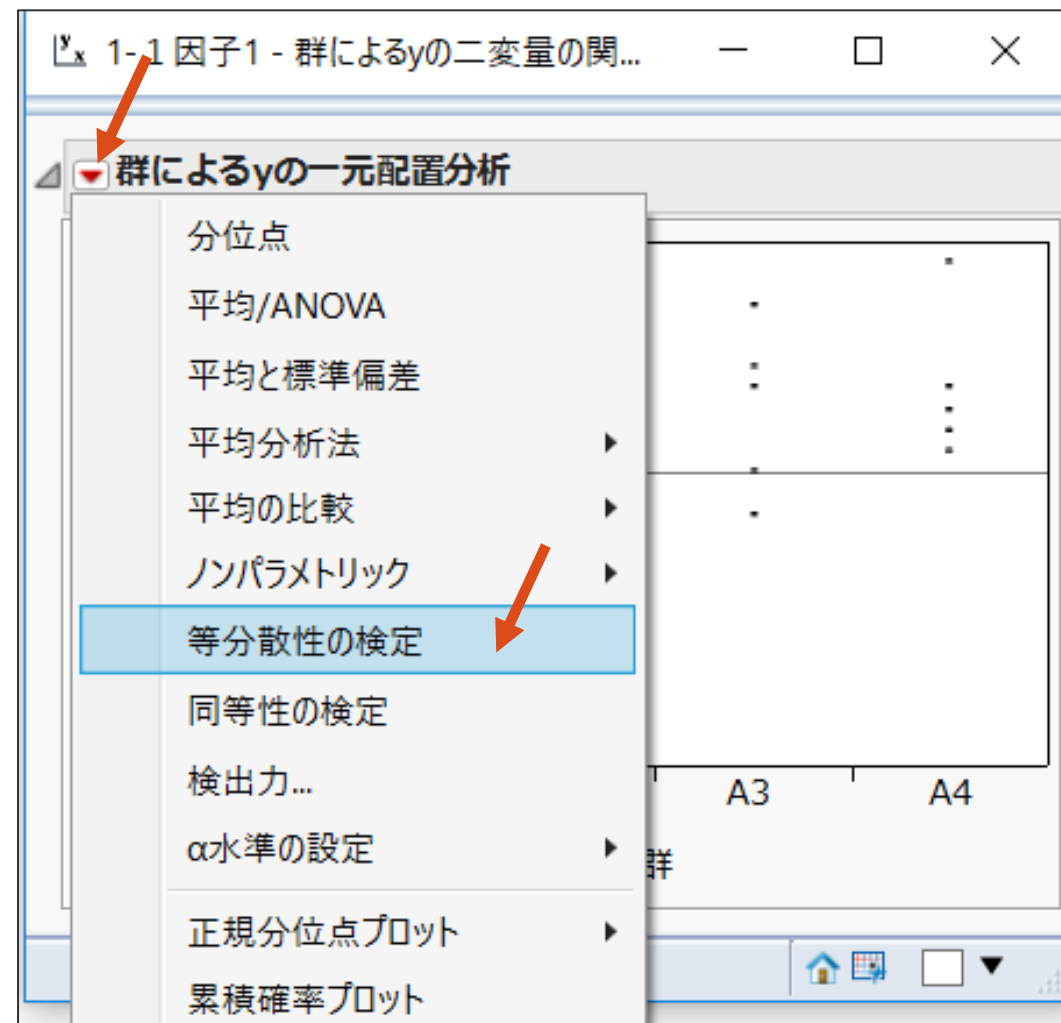 1- 1 因子1 - 群によるyの二変量の関...
群によるyの一元配置分析
分位点
平均/ANOVA
平均と標準偏差
平均分析法
平均の比較
ノンパラメトリック
等分散性の検定
同等性の検定
検出力...
α水準の設定
正規分位点プロット
累積確率プロット
A3 A4
群